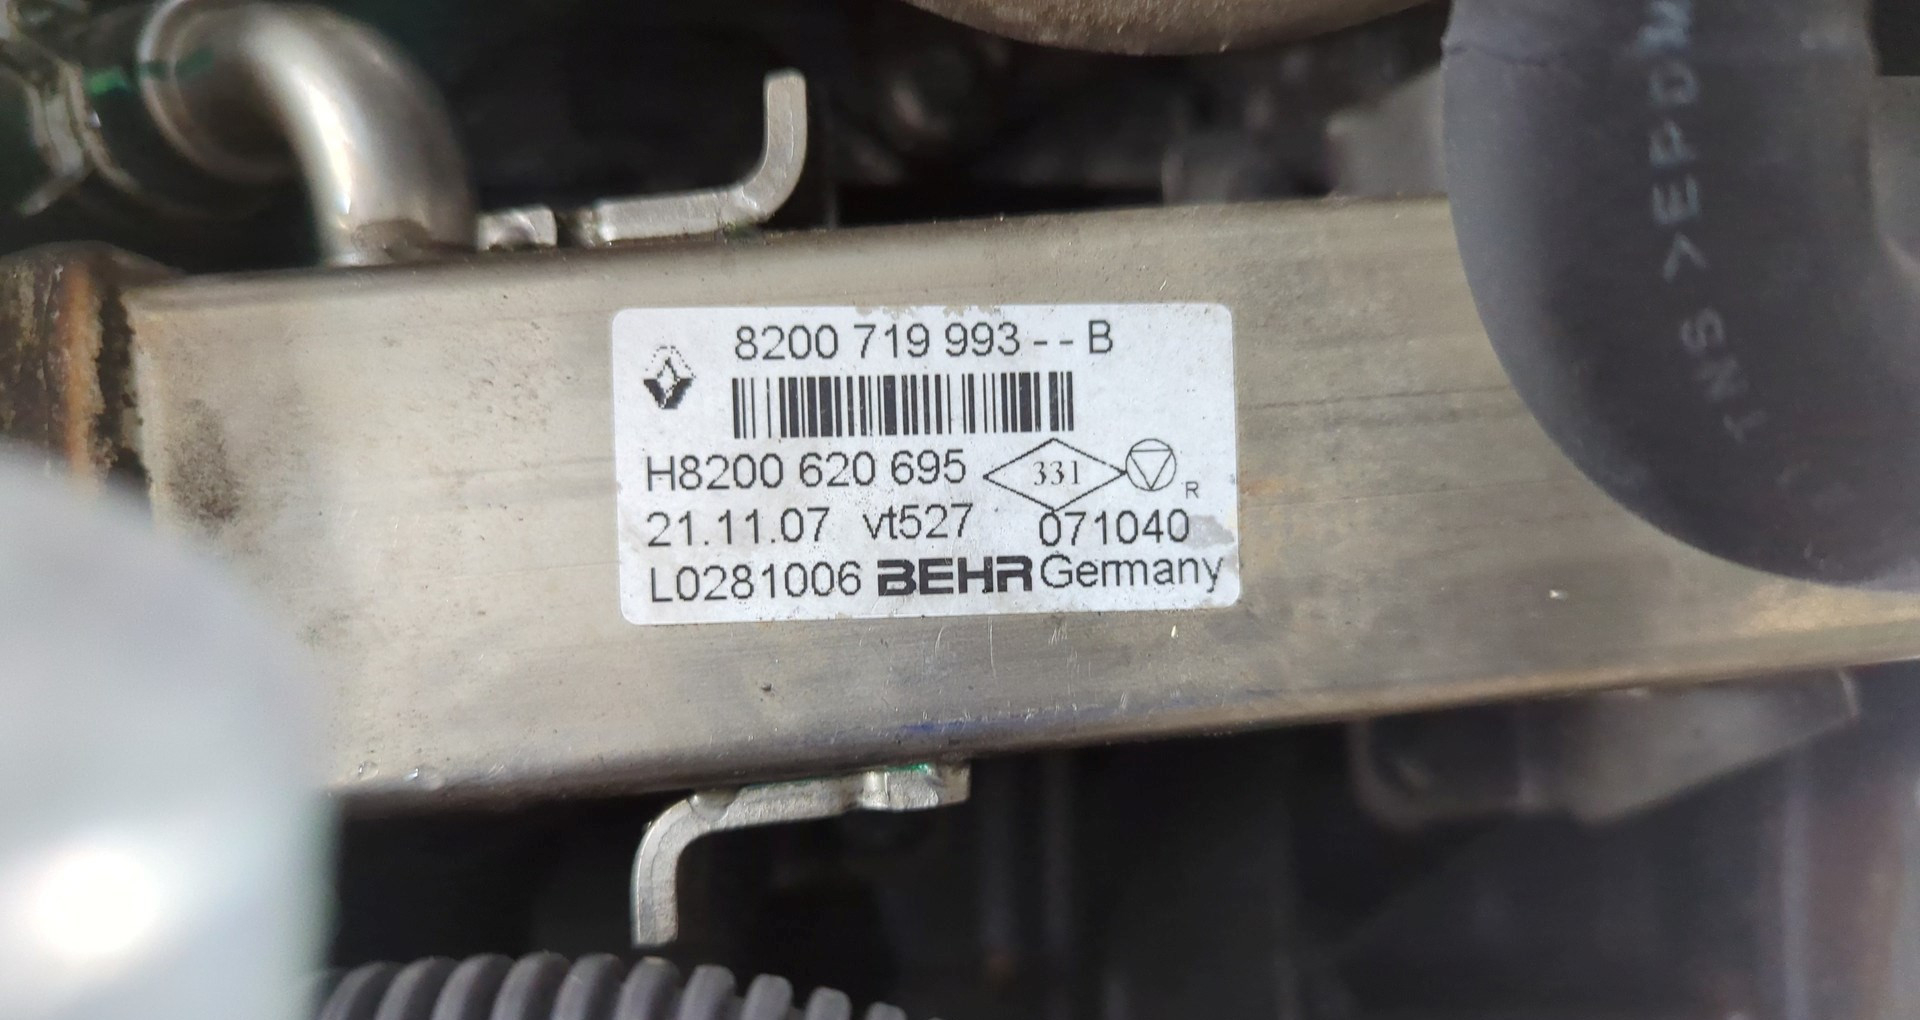 8200 719 993 - - B
H8200 620 695 331 R
21.11.07 vt527 071040
L0281006 BEHR Germany